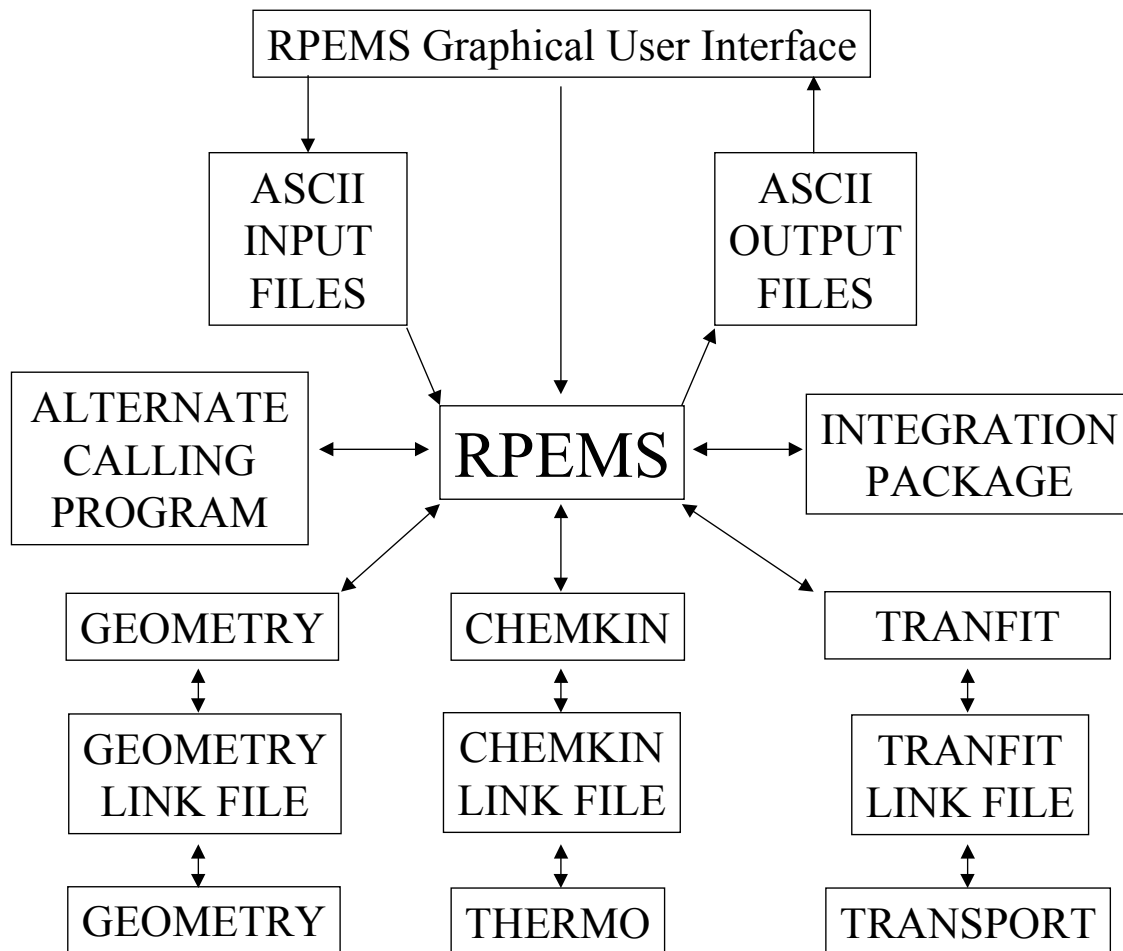 RPEMS Graphical User Interface
ASCII
INPUT
FILES
ASCII
OUTPUT
FILES
ALTERNATE
CALLING
PROGRAM
RPEMS
INTEGRATION
PACKAGE
GEOMETRY
CHEMKIN
TRANFIT
GEOMETRY
LINK FILE
CHEMKIN
LINK FILE
TRANFIT
LINK FILE
GEOMETRY
THERMO
TRANSPORT